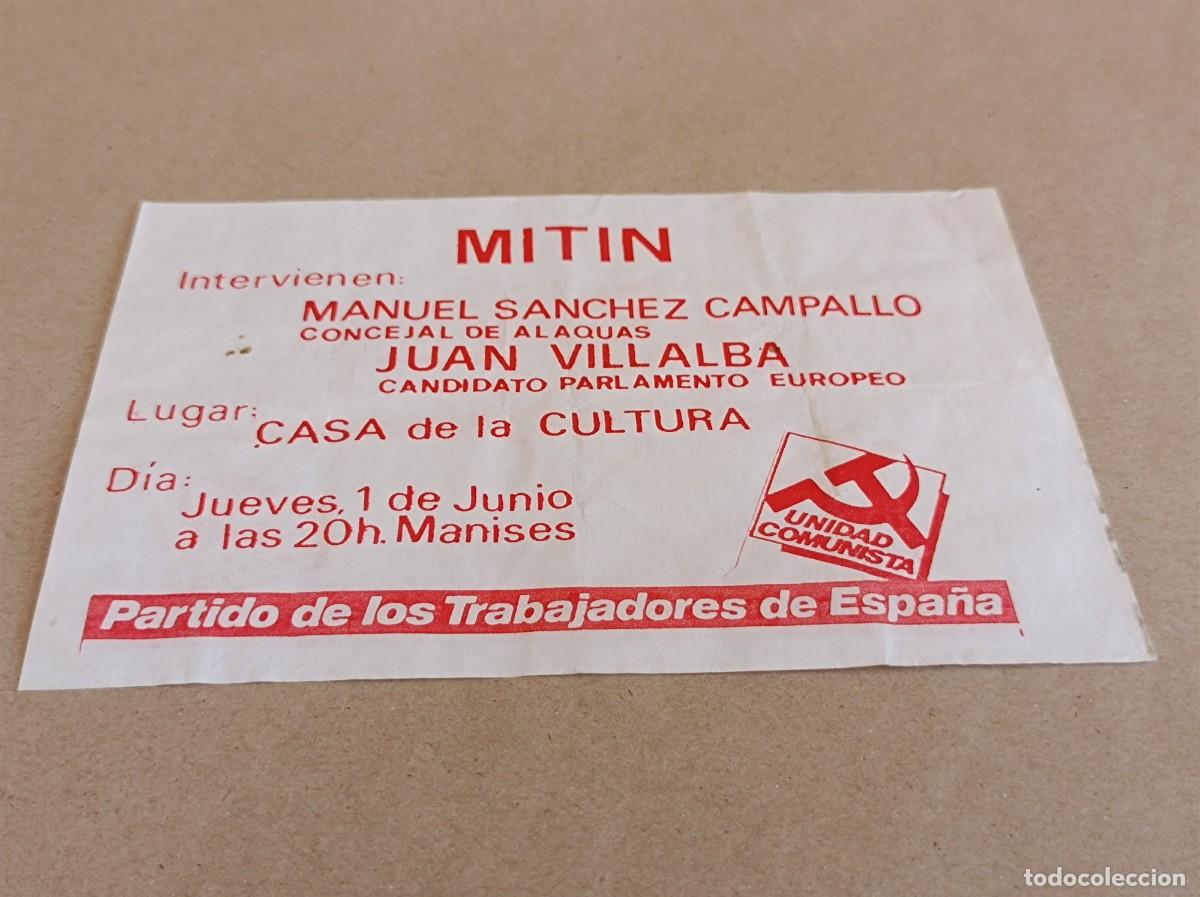 MITIN
Intervienen:
MANUEL SANCHEZ CAMPALLO
CONCEJAL DE ALAQUAS
JUAN VILLALBA
CANDIDATO PARLAMENTO EUROPEO
Lugar:
CASA de la CULTURA
Día:
Jueves, 1 de Junio
a las 20h. Manises
UNIDAD
COMUNISTA
Partido de los Trabajadores de España
todocoleccion